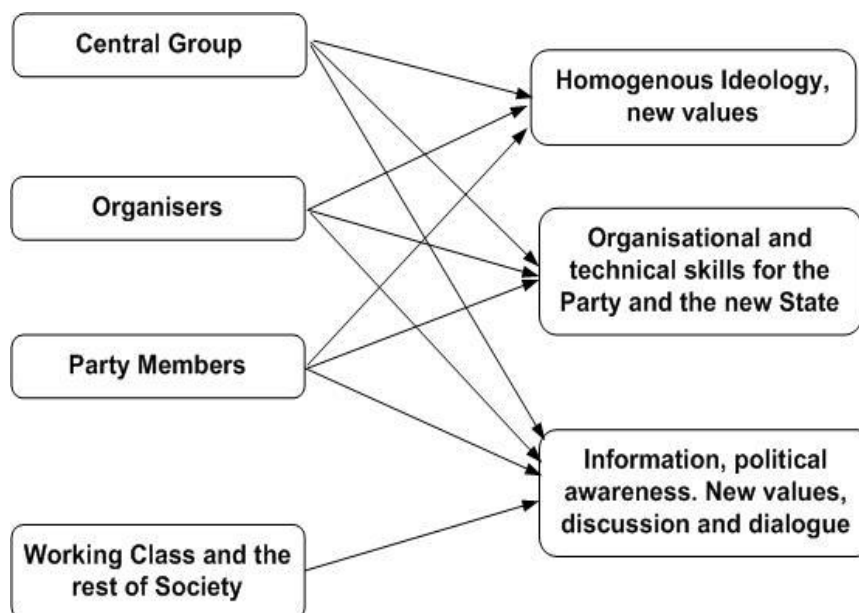 Central Group
Organisers
Party Members
Working Class and the
rest of Society
Homogenous Ideology,
new values
Organisational and
technical skills for the
Party and the new State
Information, political
awareness. New values,
discussion and dialogue